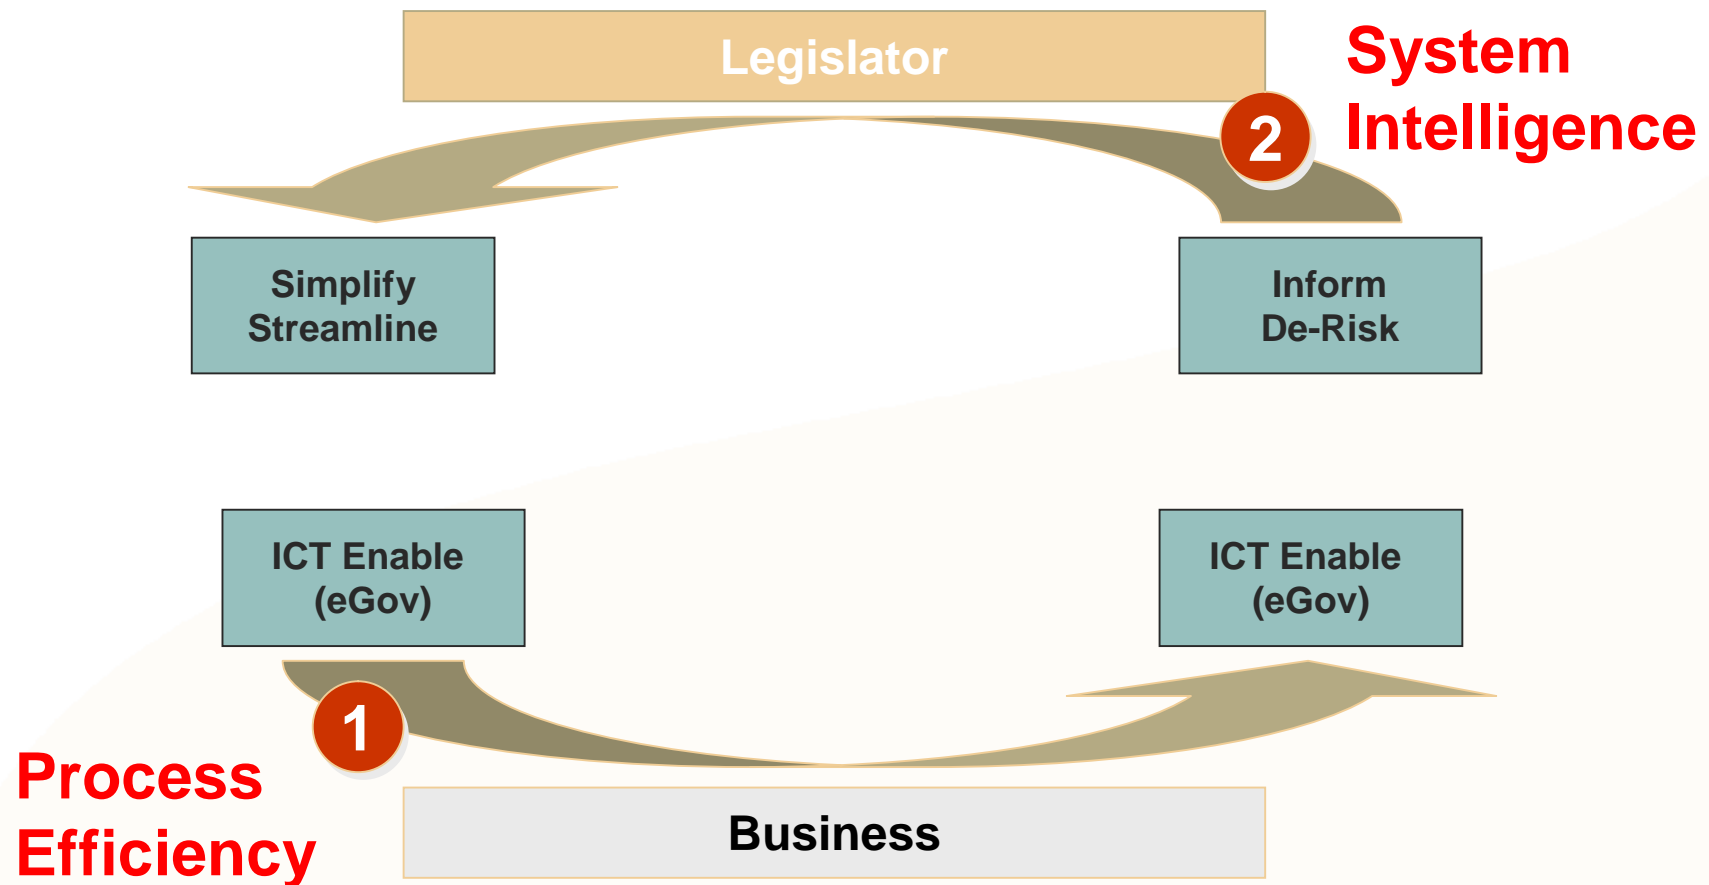 Legislator
System
Intelligence
2
Simplify
Streamline
Inform
De-Risk
ICT Enable
(eGov)
ICT Enable
(eGov)
1
Process
Efficiency
Business